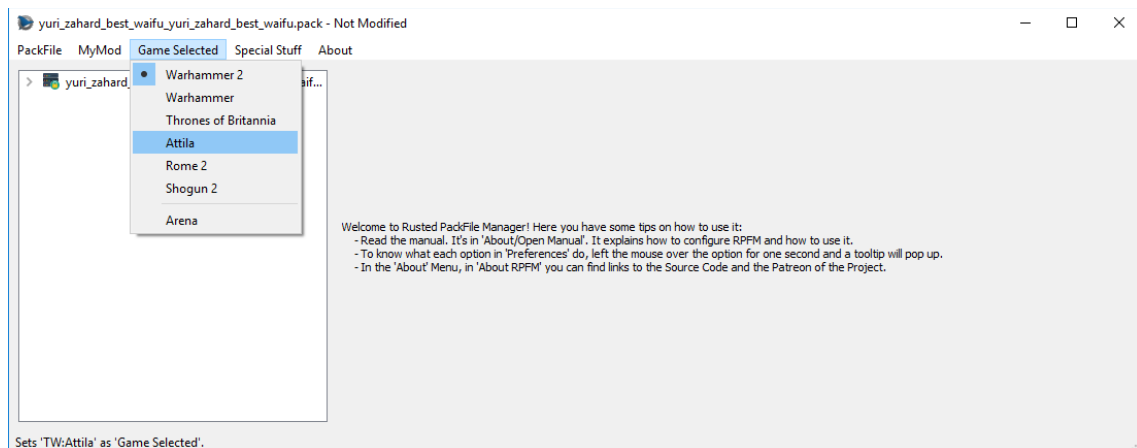 yuri_zahard_best_waifu_yuri_zahard_best_waifu.pack - Not Modified
PackFile MyMod Game Selected Special Stuff About
yuri_zahard_
aif...
Warhammer 2
Warhammer
Thrones of Britannia
Attila
Rome 2
Shogun 2
Arena
Welcome to Rusted PackFile Manager! Here you have some tips on how to use it:
- Read the manual. It's in 'About/Open Manual'. It explains how to configure RPFM and how to use it.
- To know what each option in 'Preferences' do, left the mouse over the option for one second and a tooltip will pop up.
- In the 'About' Menu, in 'About RPFM' you can find links to the Source Code and the Patreon of the Project.
Sets 'TW:Attila' as 'Game Selected'.